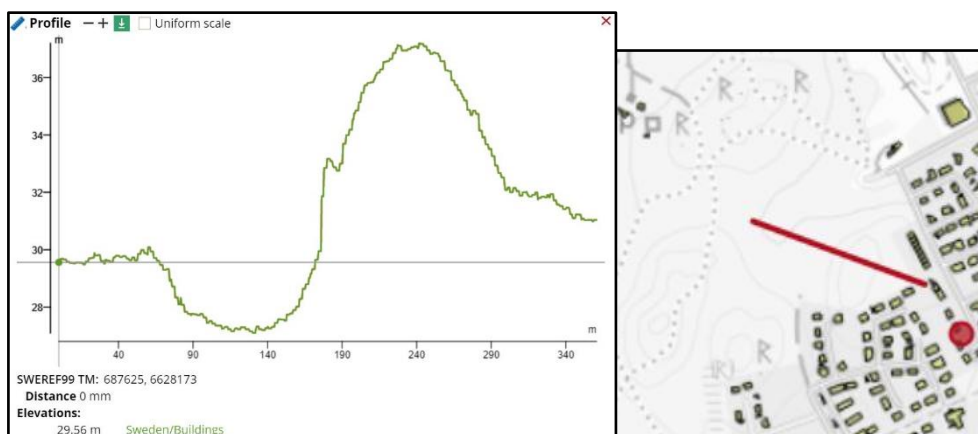 Profile − + Uniform scale ×
m
36
34
32
30
28
m
40 90 140 190 240 290 340
SWEREF99 TM: 687625, 6628173
Distance 0 mm
Elevations:
29.56 m Sweden/Buildings
R R
R
R